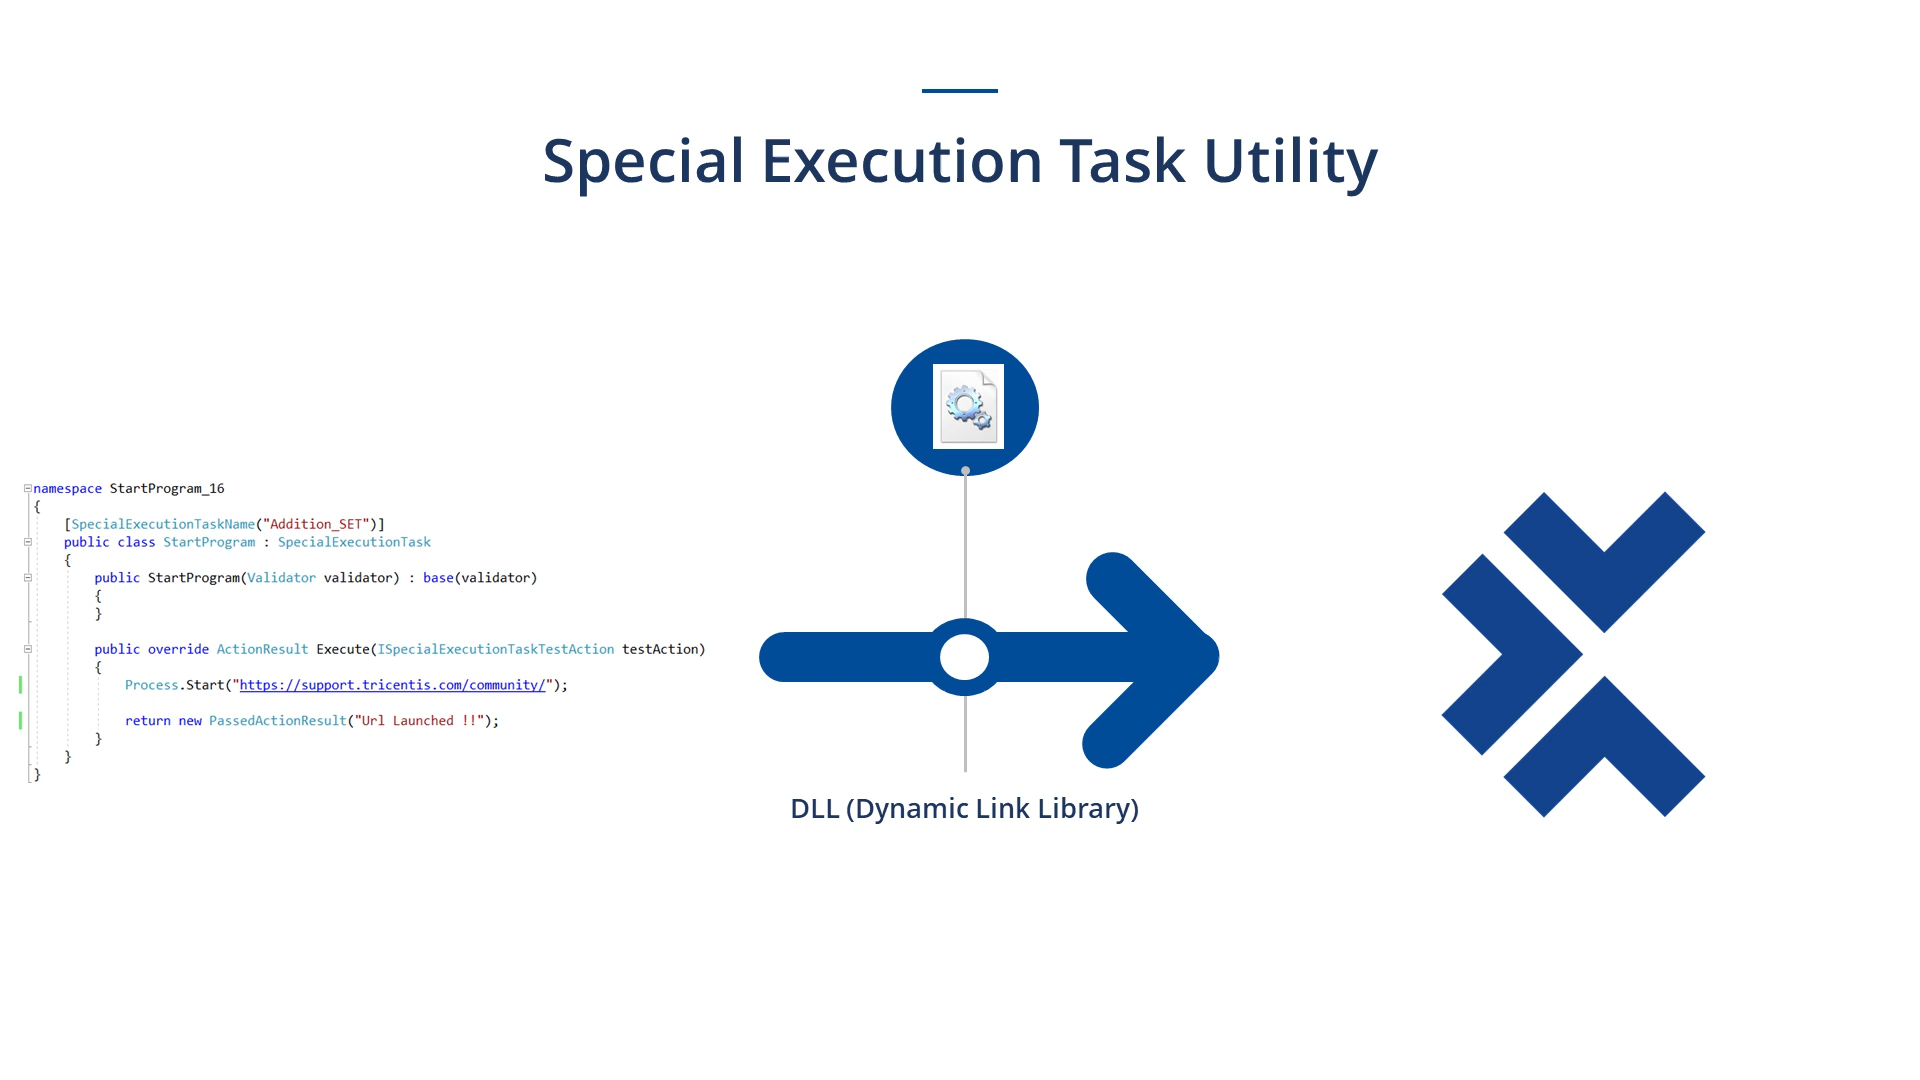 Special Execution Task Utility
namespace StartProgram_16
{
[SpecialExecutionTaskName("Addition_SET")]
public class StartProgram : SpecialExecutionTask
{
public StartProgram(Validator validator) : base(validator)
{
}
public override ActionResult Execute(ISpecialExecutionTaskTestAction testAction)
{
Process.Start("https://support.tricentis.com/community/");
return new PassedActionResult("Url Launched !!");
}
}
}
DLL (Dynamic Link Library)